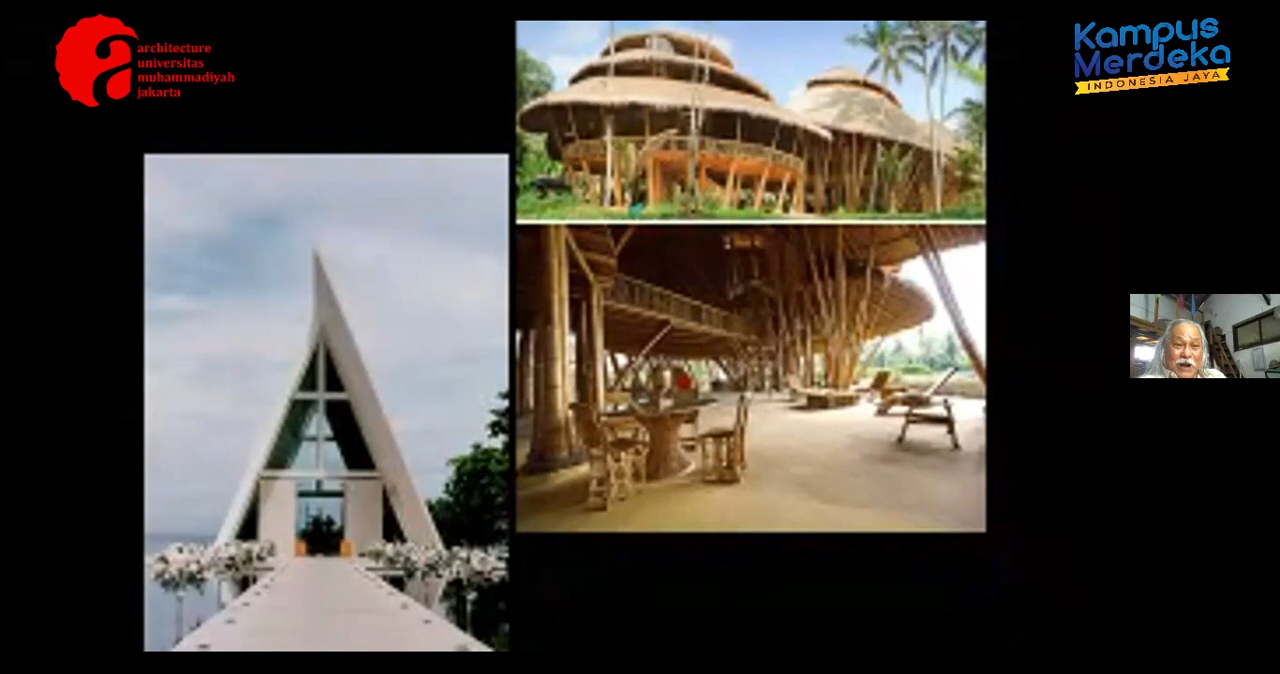 architecture
universitas
muhammadiyah
jakarta
Kampus
Merdeka
INDONESIA JAYA